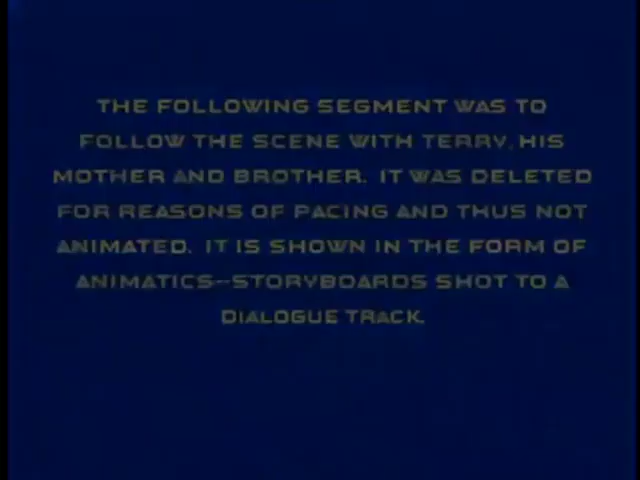 THE FOLLOWING SEGMENT WAS TO
FOLLOW THE SCENE WITH TERRY, HIS
MOTHER AND BROTHER. IT WAS DELETED
FOR REASONS OF PACING AND THUS NOT
ANIMATED. IT IS SHOWN IN THE FORM OF
ANIMATICS--STORYBOARDS SHOT TO A
DIALOGUE TRACK.